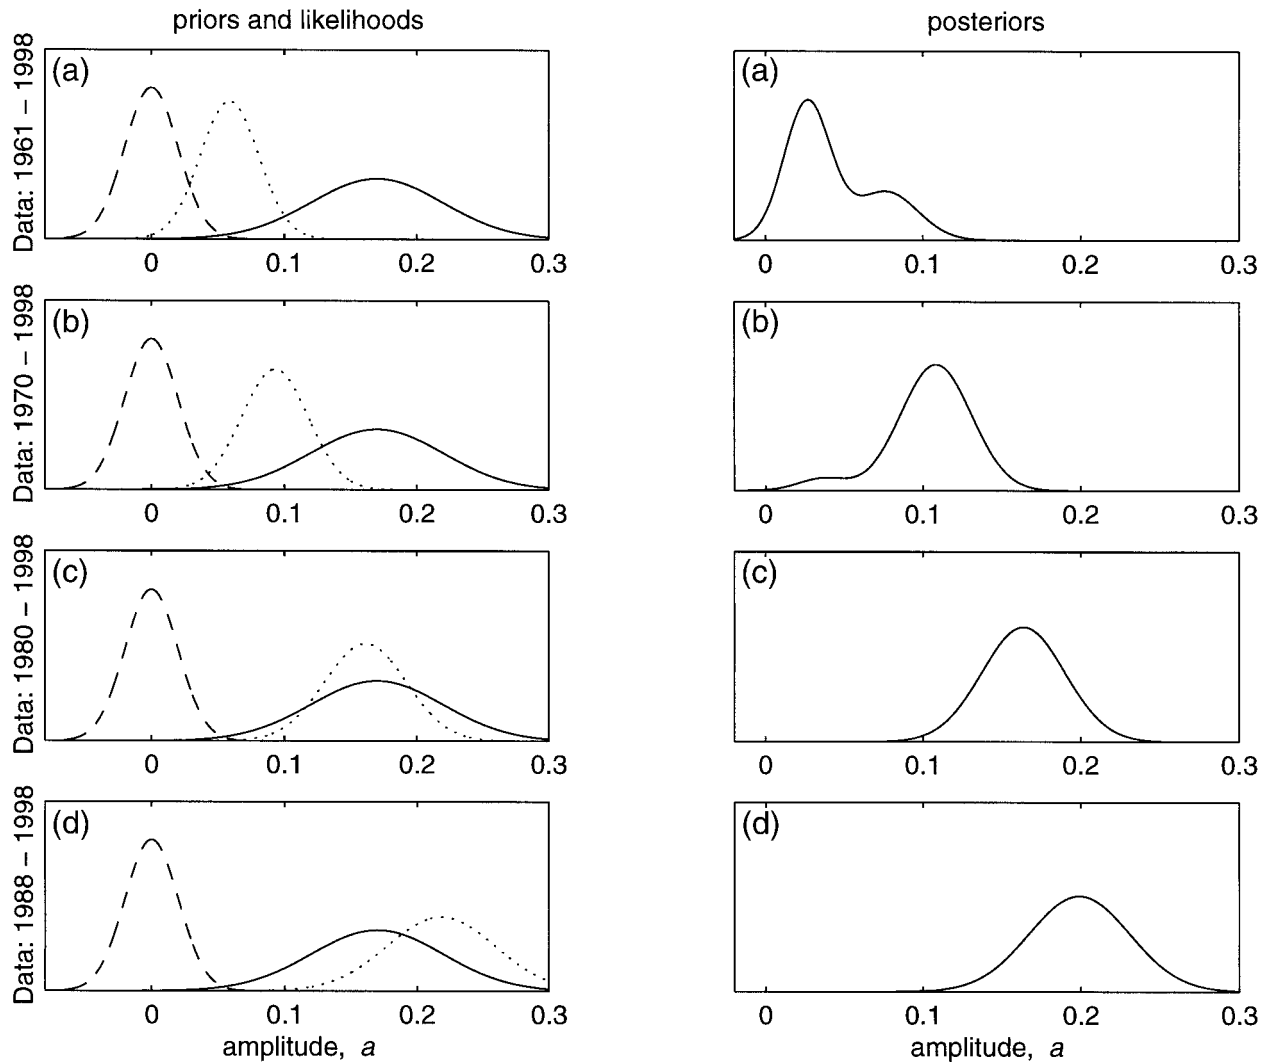 priors and likelihoods
posteriors
Data: 1961 – 1998
(a)
0 0.1 0.2 0.3
(a)
0 0.1 0.2 0.3
Data: 1970 – 1998
(b)
0 0.1 0.2 0.3
(b)
0 0.1 0.2 0.3
Data: 1980 – 1998
(c)
0 0.1 0.2 0.3
(c)
0 0.1 0.2 0.3
Data: 1988 – 1998
(d)
0 0.1 0.2 0.3
amplitude, a
(d)
0 0.1 0.2 0.3
amplitude, a